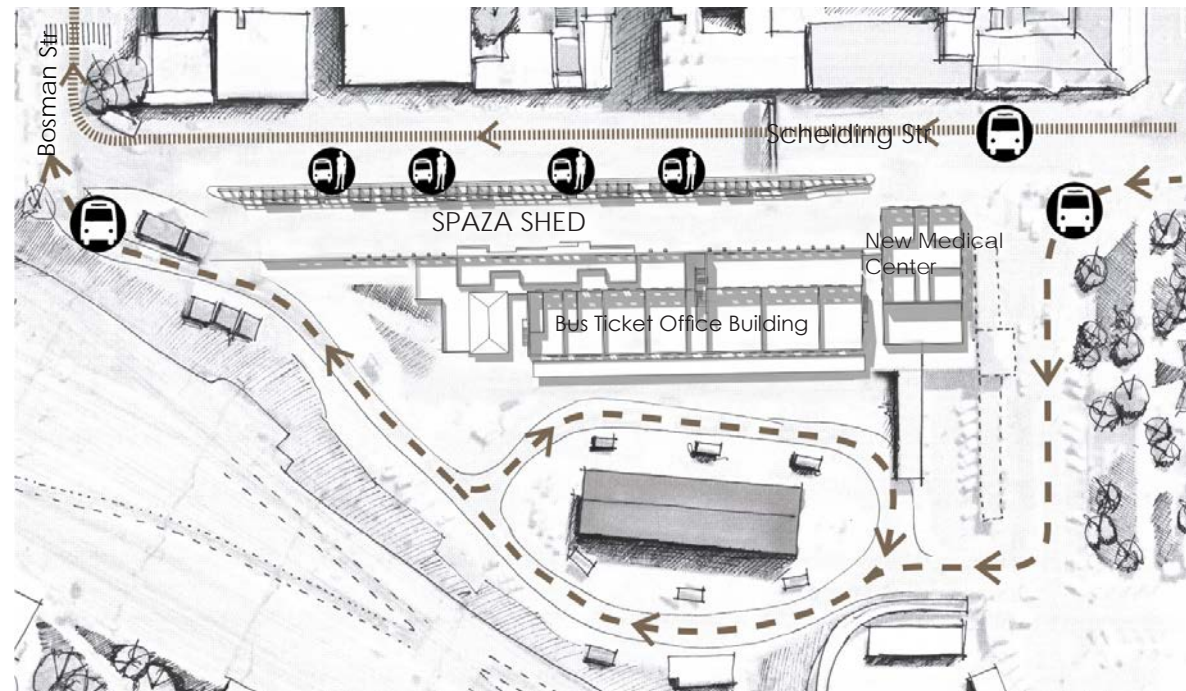 Bosman Str
Scheiding Str
SPAZA SHED
New Medical
Center
Bus Ticket Office Building